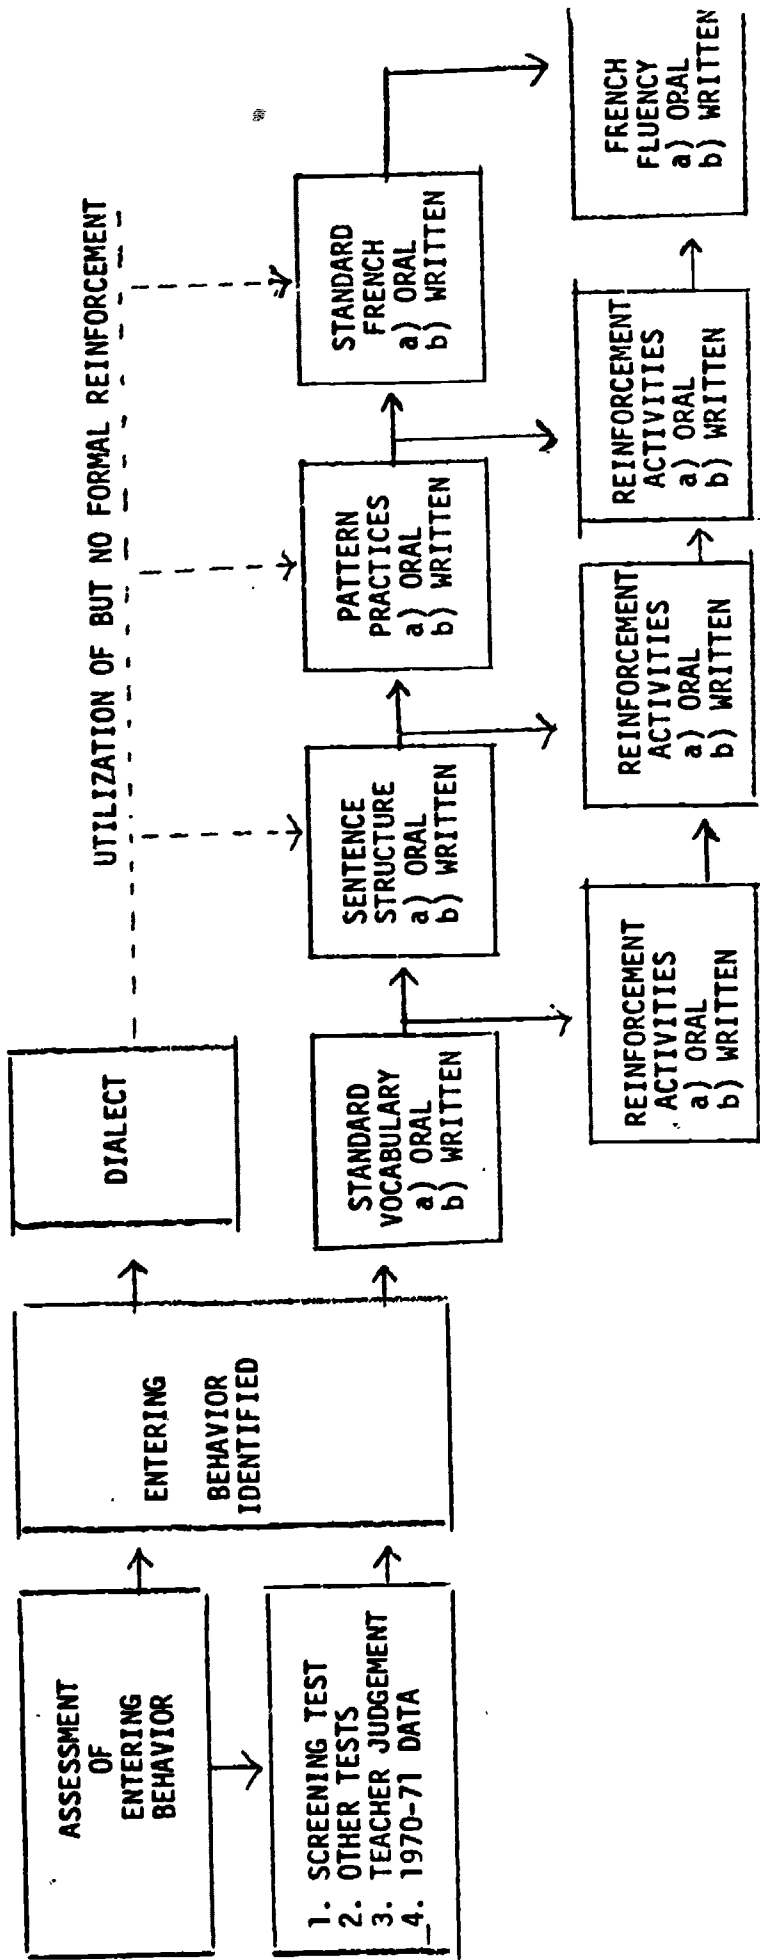 ASSESSMENT
OF
ENTERING
BEHAVIOR
1. SCREENING TEST
2. OTHER TESTS
3. TEACHER JUDGEMENT
4. 1970-71 DATA
ENTERING
BEHAVIOR
IDENTIFIED
DIALECT
UTILIZATION OF BUT NO FORMAL REINFORCEMENT
STANDARD
VOCABULARY
a) ORAL
b) WRITTEN
SENTENCE
STRUCTURE
a) ORAL
b) WRITTEN
PATTERN
PRACTICES
a) ORAL
b) WRITTEN
STANDARD
FRENCH
a) ORAL
b) WRITTEN
REINFORCEMENT
ACTIVITIES
a) ORAL
b) WRITTEN
REINFORCEMENT
ACTIVITIES
a) ORAL
b) WRITTEN
REINFORCEMENT
ACTIVITIES
a) ORAL
b) WRITTEN
FRENCH
FLUENCY
a) ORAL
b) WRITTEN